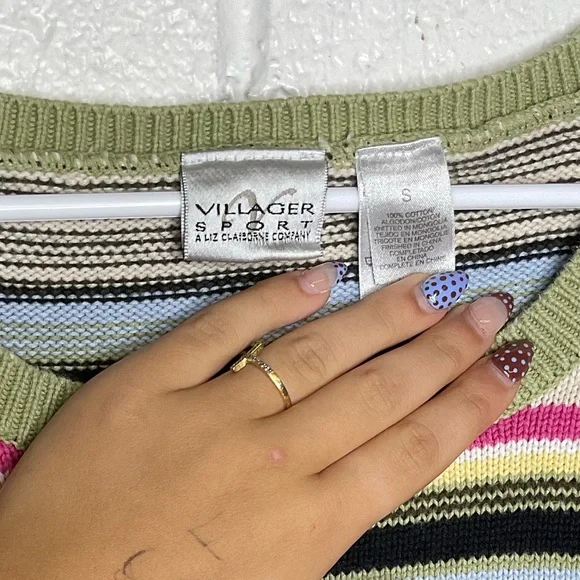 VILLAGER
SPORT
A LIZ CLAIBORNE COMPANY
S
100% COTTON
ALGODON/COTON
KNITTED IN MONGOLIA
TEJIDO EN MONGOLIA
TRICOTE EN MONGOLIE
FINISHED IN CHINA
EN CHINA
COMPLETE EN CHINE